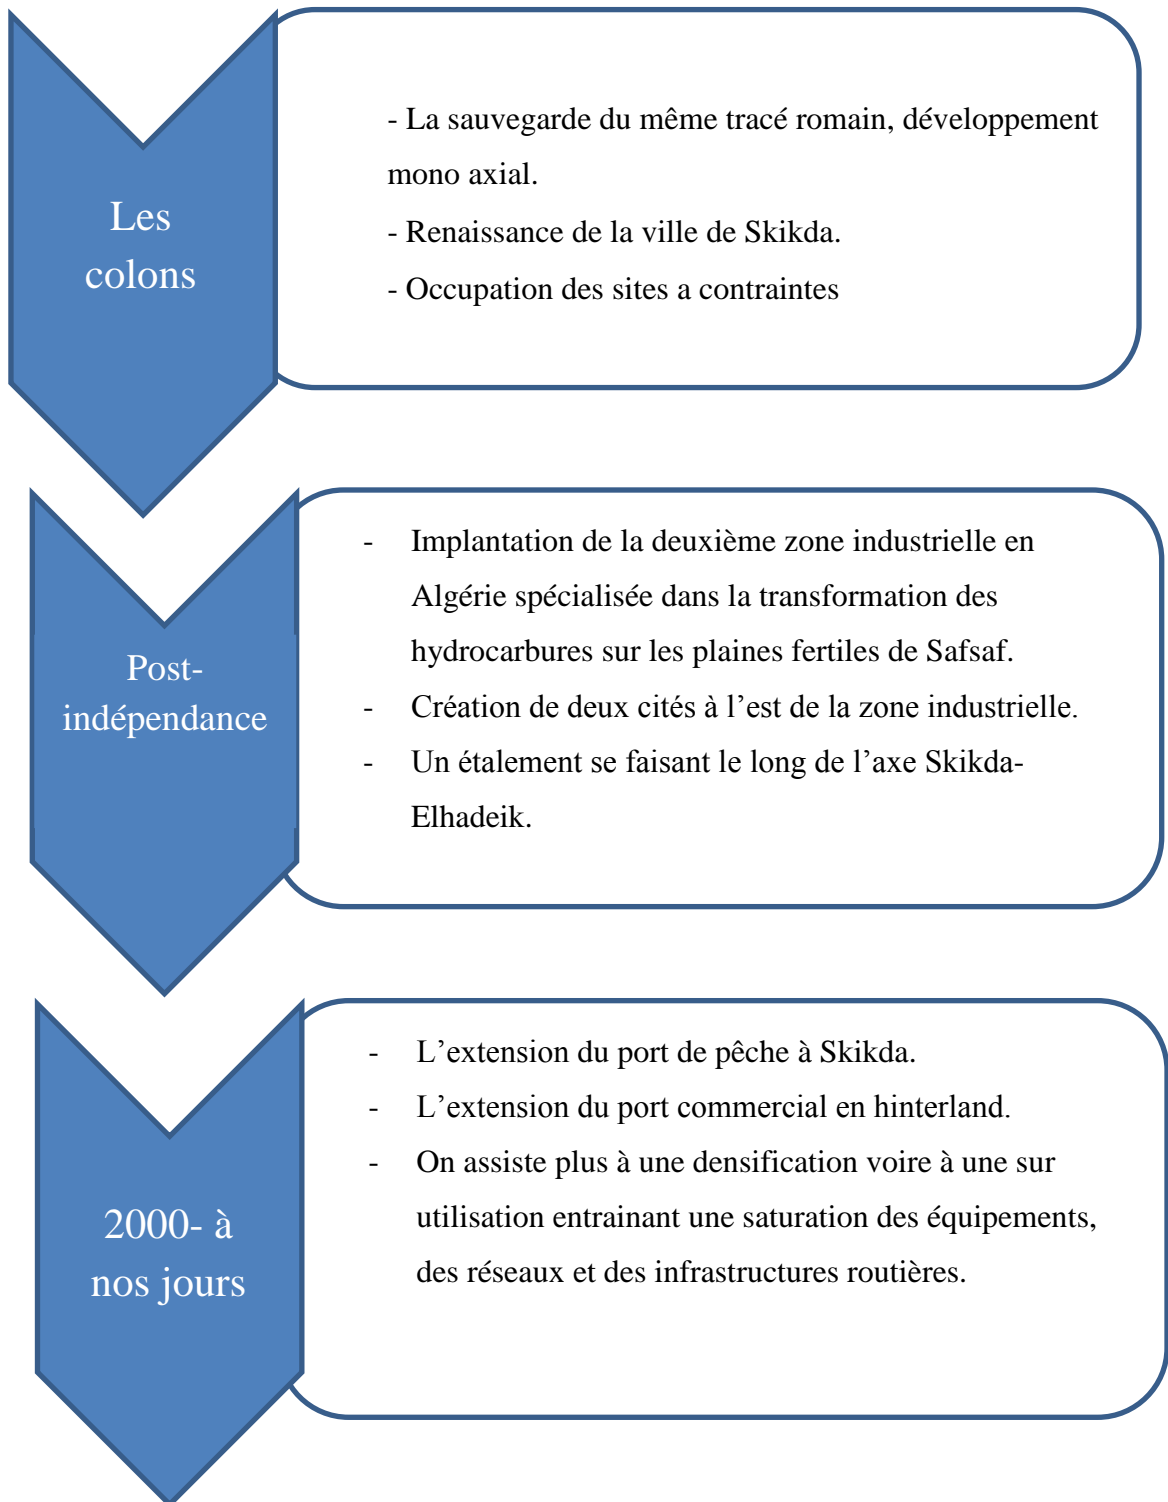 Les
colons
- La sauvegarde du même tracé romain, développement
mono axial.
- Renaissance de la ville de Skikda.
- Occupation des sites a contraintes
Post-
indépendance
- Implantation de la deuxième zone industrielle en
Algérie spécialisée dans la transformation des
hydrocarbures sur les plaines fertiles de Safsaf.
- Création de deux cités à l’est de la zone industrielle.
- Un étalement se faisant le long de l’axe Skikda-
Elhadeik.
2000- à
nos jours
- L’extension du port de pêche à Skikda.
- L’extension du port commercial en hinterland.
- On assiste plus à une densification voire à une sur
utilisation entrainant une saturation des équipements,
des réseaux et des infrastructures routières.